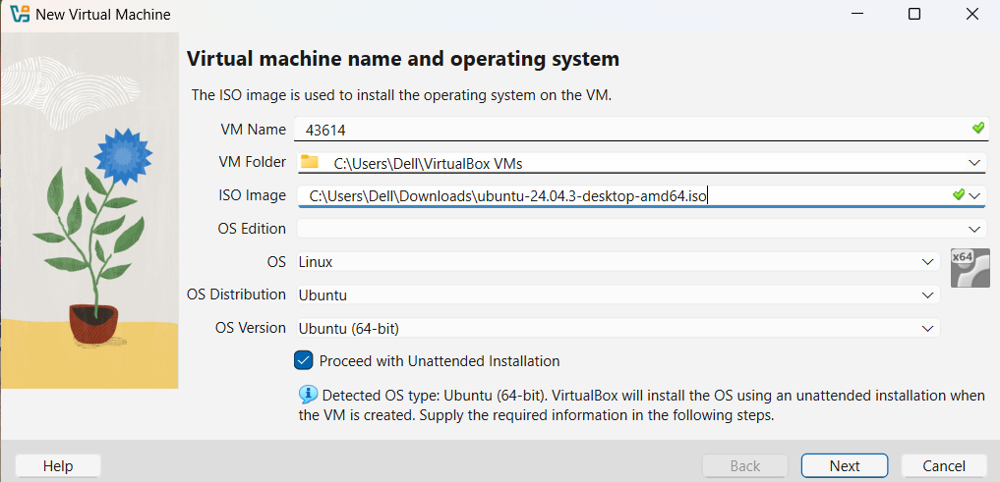 New Virtual Machine
Virtual machine name and operating system
The ISO image is used to install the operating system on the VM.
VM Name 43614
VM Folder C:\Users\Dell\VirtualBox VMs
ISO Image C:\Users\Dell\Downloads\ubuntu-24.04.3-desktop-amd64.iso
OS Edition
OS Linux
x64
OS Distribution Ubuntu
OS Version Ubuntu (64-bit)
Proceed with Unattended Installation
Detected OS type: Ubuntu (64-bit). VirtualBox will install the OS using an unattended installation when
the VM is created. Supply the required information in the following steps.
Help Back Next Cancel